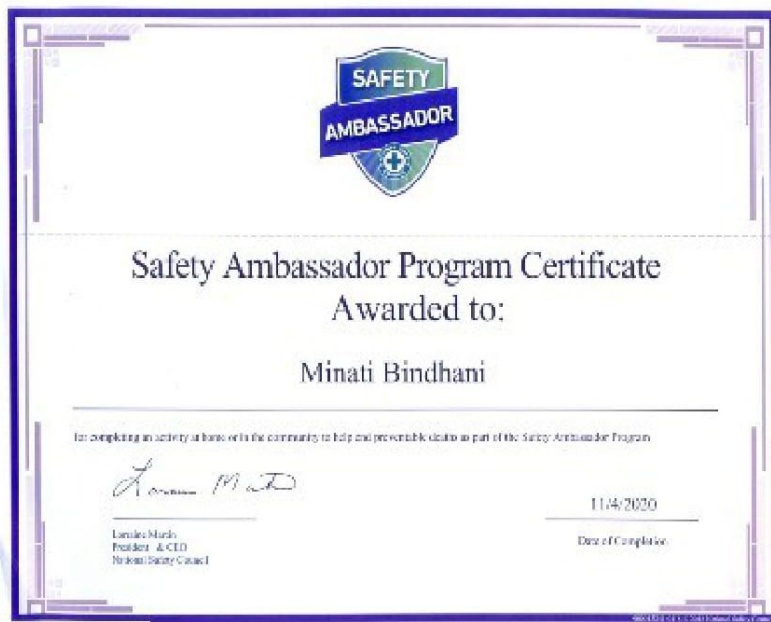 SAFETY
AMBASSADOR
Safety Ambassador Program Certificate
Awarded to:
Minati Bindhani
for completing an activity at home or in the community to help end preventable deaths as part of the Safety Ambassador Program
11/4/2020
Lorraine Martin
President & CEO
National Safety Council
Date of Completion